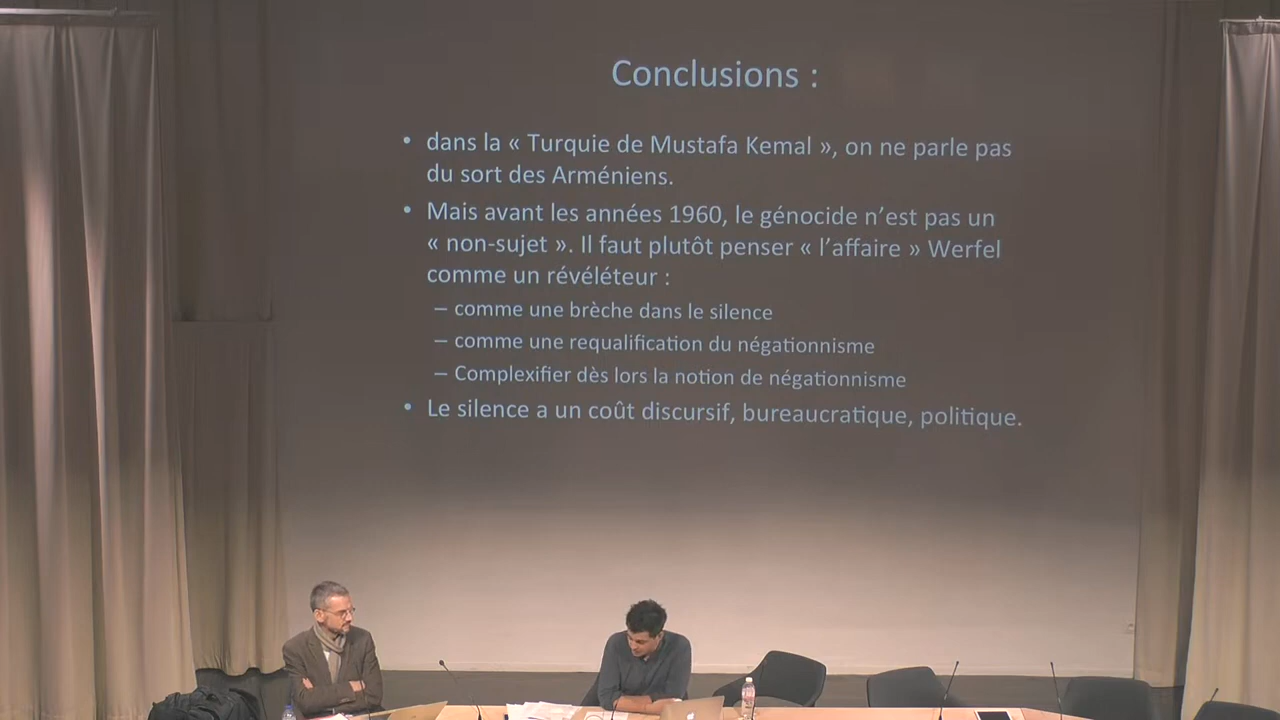 Conclusions :
• dans la « Turquie de Mustafa Kemal », on ne parle pas
du sort des Arméniens.
• Mais avant les années 1960, le génocide n’est pas un
« non-sujet ». Il faut plutôt penser « l’affaire » Werfel
comme un révéléteur :
– comme une brèche dans le silence
– comme une requalification du négationnisme
– Complexifier dès lors la notion de négationnisme
• Le silence a un coût discursif, bureaucratique, politique.